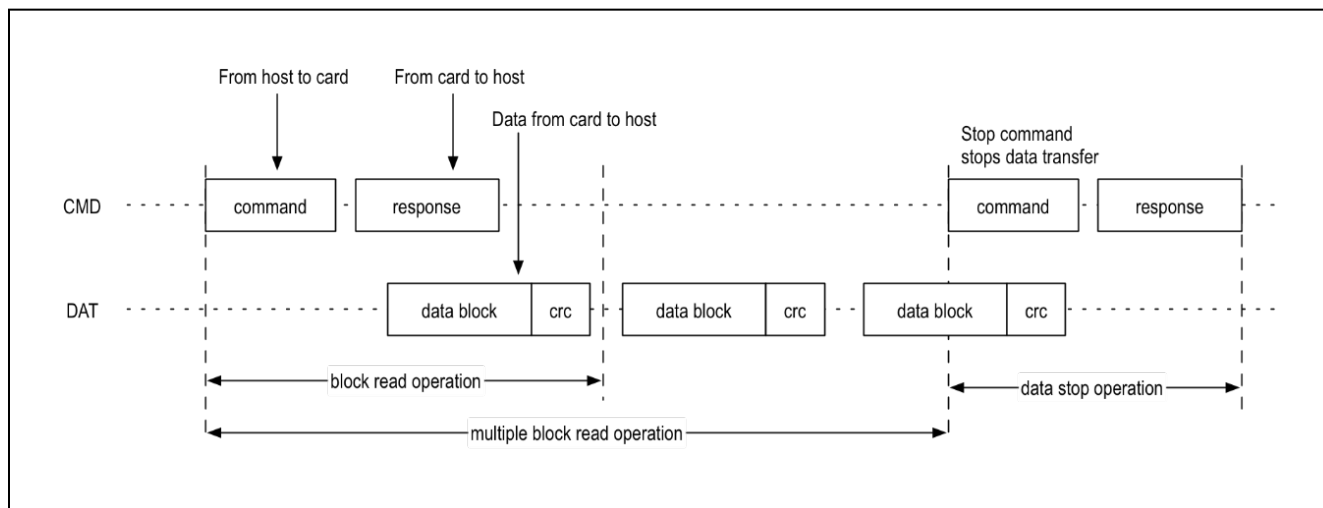 From host to card
From card to host
Data from card to host
Stop command
stops data transfer
CMD
command
response
command
response
DAT
data block
crc
data block
crc
data block
crc
block read operation
data stop operation
multiple block read operation